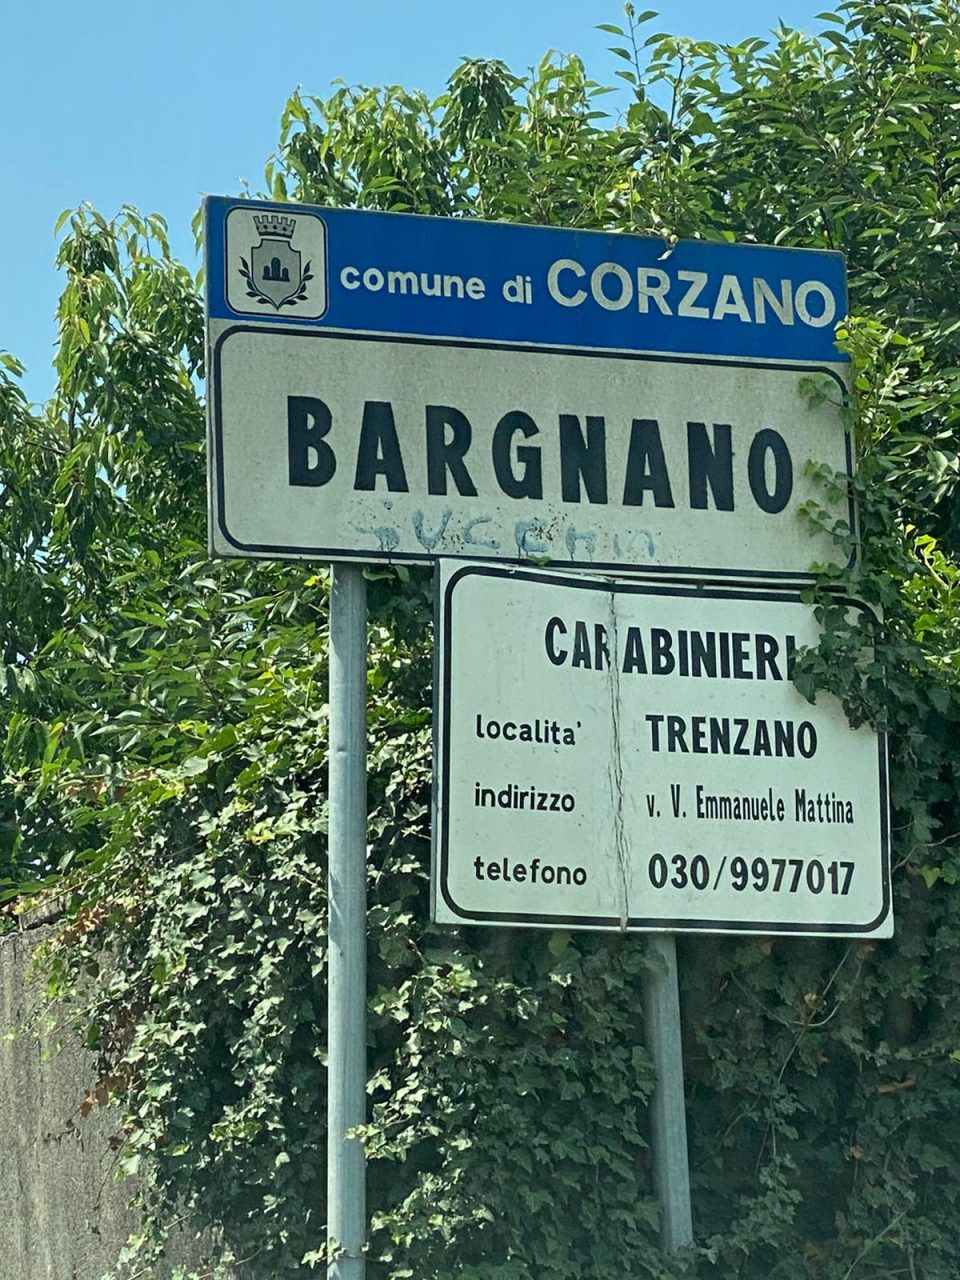 comune di CORZANO
BARGNANO
CARABINIERI
localita' TRENZANO
indirizzo v. V. Emmanuele Mattina
telefono 030/9977017